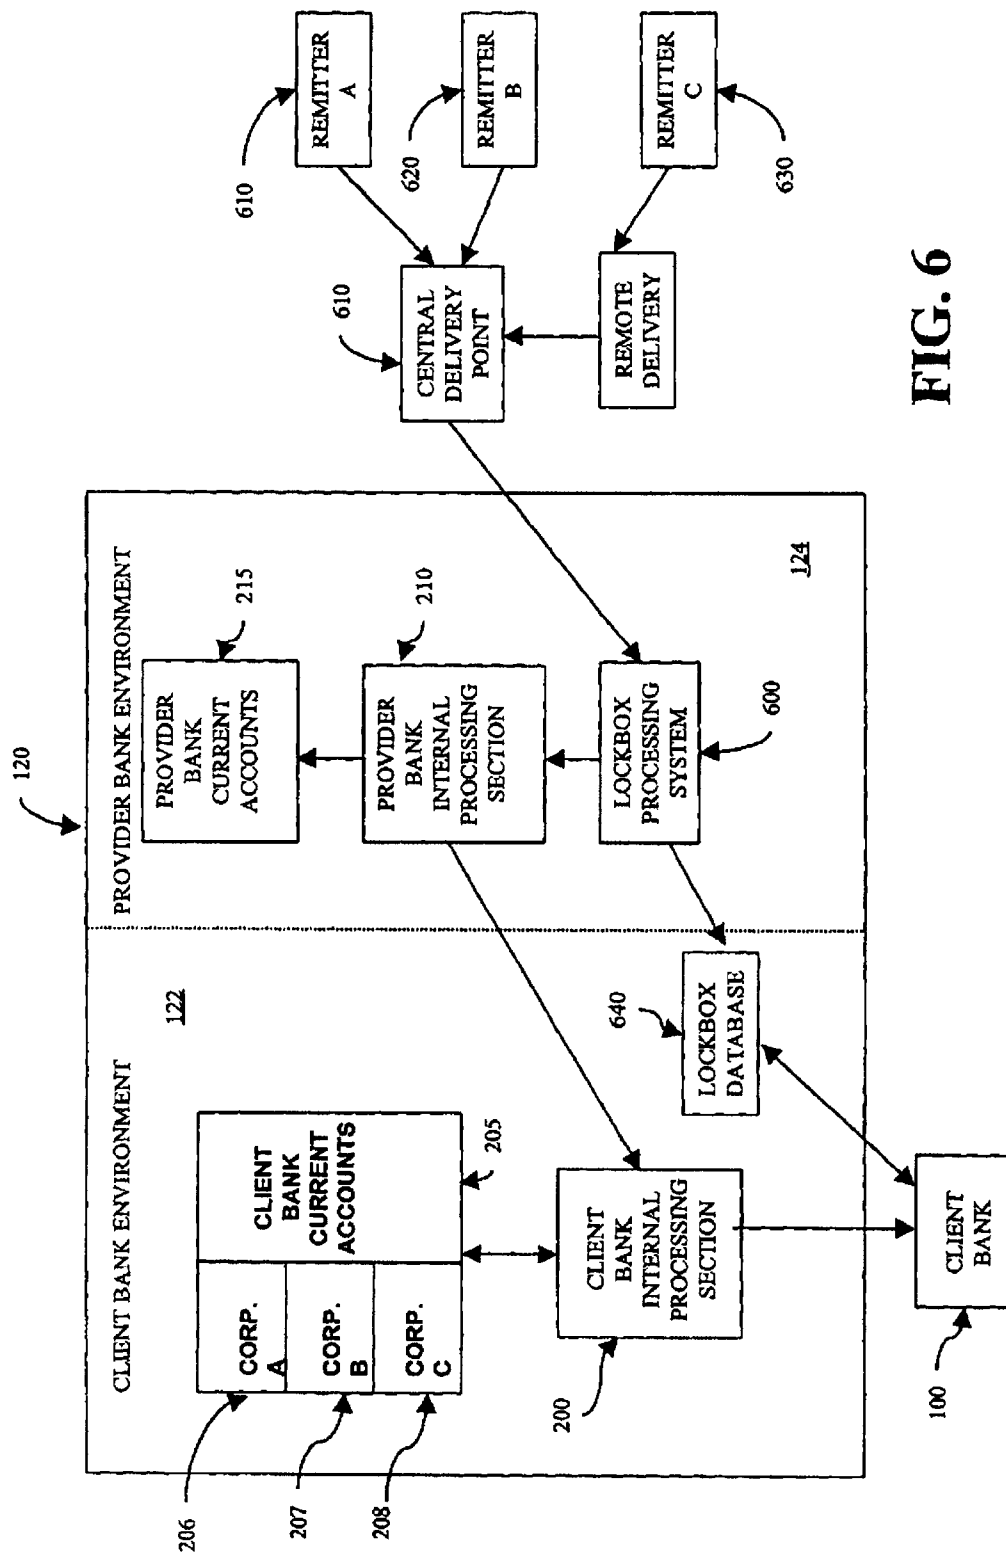 120
CLIENT BANK ENVIRONMENT
PROVIDER BANK ENVIRONMENT
122
206
207
208
CORP.
A
CORP.
B
CORP.
C
CLIENT
BANK
CURRENT
ACCOUNTS
205
PROVIDER
BANK
CURRENT
ACCOUNTS
215
PROVIDER
BANK
INTERNAL
PROCESSING
SECTION
210
200
CLIENT
BANK
INTERNAL
PROCESSING
SECTION
640
LOCKBOX
DATABASE
LOCKBOX
PROCESSING
SYSTEM
600
124
100
CLIENT
BANK
610
REMITTER
A
610
CENTRAL
DELIVERY
POINT
620
REMITTER
B
REMOTE
DELIVERY
REMITTER
C
630
FIG. 6